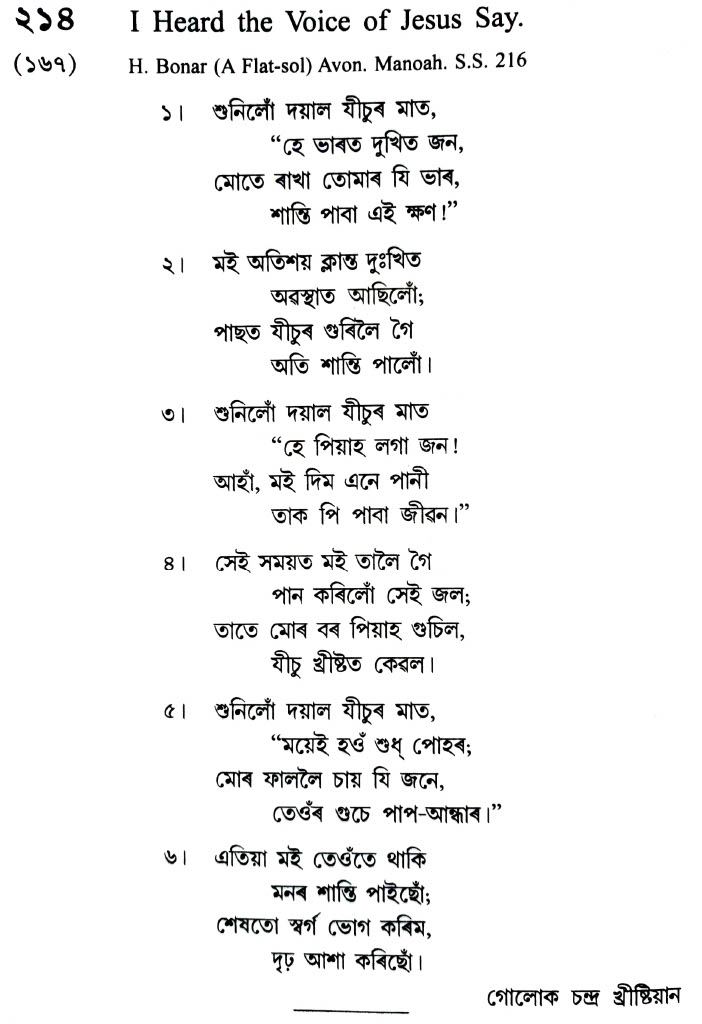 ২১৪ I Heard the Voice of Jesus Say.
(১৬৭) H. Bonar (A Flat-sol) Avon. Manoah. S.S. 216
১। শুনিলোঁ দয়াল যীচুৰ মাত,
“হে ভাৰত দুখিত জন,
মোতে ৰাখা তোমাৰ যি ভাৰ,
শান্তি পাবা এই ক্ষণ!”
২। মই অতিশয় ক্লান্ত দুঃখিত
অৱস্থাত আছিলোঁ;
পাছত যীচুৰ গুৰিলৈ গৈ
অতি শান্তি পালোঁ।
৩। শুনিলোঁ দয়াল যীচুৰ মাত
“হে পিয়াহ লগা জন!
আহাঁ, মই দিম এনে পানী
তাক পি পাবা জীৱন।”
৪। সেই সময়ত মই তালৈ গৈ
পান কৰিলোঁ সেই জল;
তাতে মোৰ বৰ পিয়াহ গুচিল,
যীচু খ্ৰীষ্টত কেৱল।
৫। শুনিলোঁ দয়াল যীচুৰ মাত,
“ময়েই হওঁ শুধ্ পোহৰ;
মোৰ ফাললৈ চায় যি জনে,
তেওঁৰ গুচে পাপ-আন্ধাৰ।”
৬। এতিয়া মই তেওঁতে থাকি
মনৰ শান্তি পাইছোঁ;
শেষতো স্বৰ্গ ভোগ কৰিম,
দৃঢ় আশা কৰিছোঁ।
গোলোক চন্দ্ৰ খ্ৰীষ্টিয়ান